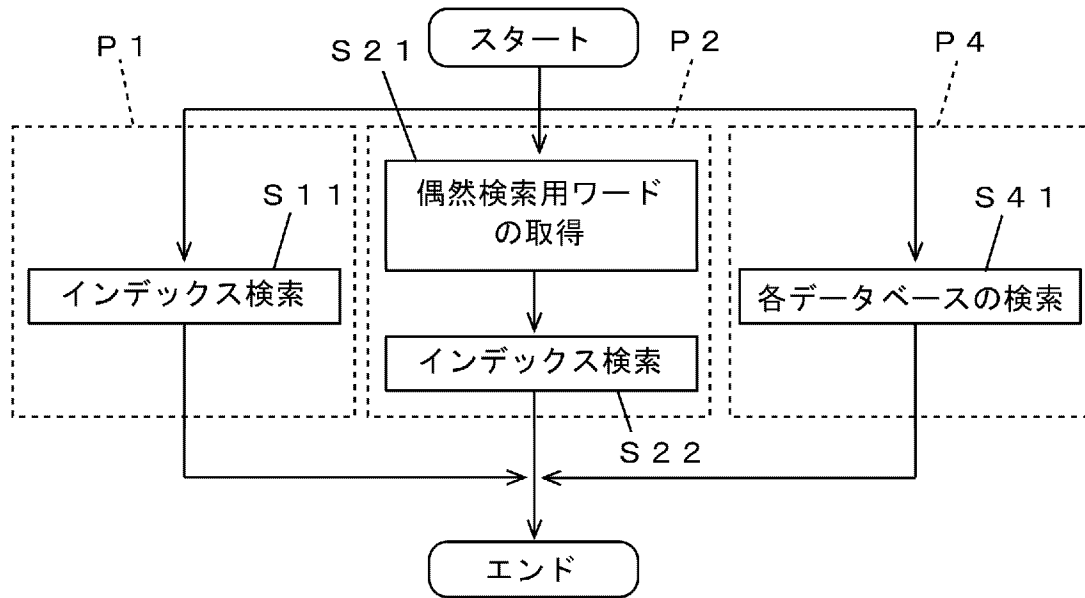 スタート
P1
S21
P2
P4
偶然検索用ワード
の取得
S11
S41
インデックス検索
各データベースの検索
インデックス検索
S22
エンド